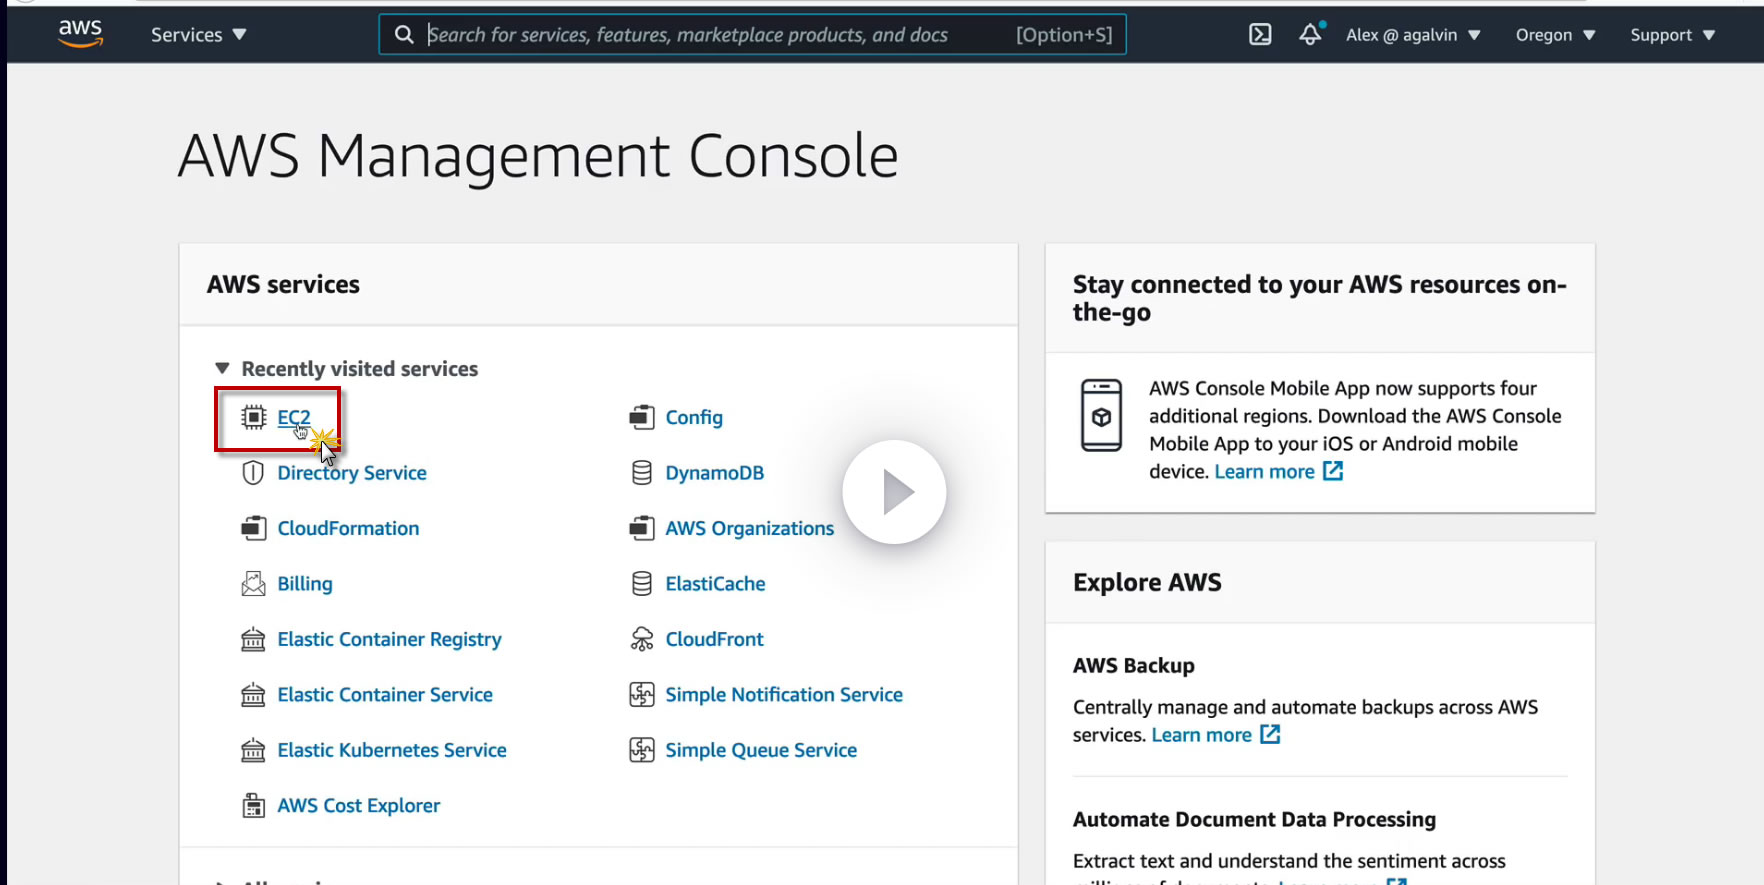 aws
Services
Search for services, features, marketplace products, and docs
[Option+S]
Alex @ agalvin
Oregon
Support
AWS Management Console
AWS services
Recently visited services
EC2
Directory Service
CloudFormation
Billing
Elastic Container Registry
Elastic Container Service
Elastic Kubernetes Service
AWS Cost Explorer
Config
DynamoDB
AWS Organizations
ElastiCache
CloudFront
Simple Notification Service
Simple Queue Service
Stay connected to your AWS resources on-
the-go
AWS Console Mobile App now supports four
additional regions. Download the AWS Console
Mobile App to your iOS or Android mobile
device. Learn more
Explore AWS
AWS Backup
Centrally manage and automate backups across AWS
services. Learn more
Automate Document Data Processing
Extract text and understand the sentiment across